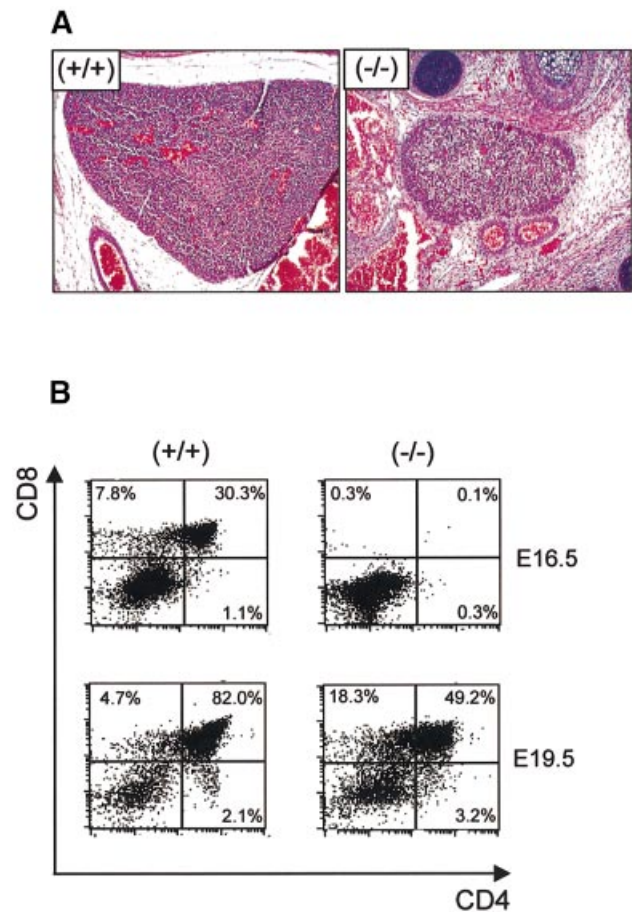 A
(+/+)
(-/-)
B
(+/+)
(-/-)
CD8
7.8%
30.3%
1.1%
0.3%
0.1%
0.3%
E16.5
4.7%
82.0%
2.1%
18.3%
49.2%
3.2%
E19.5
CD4